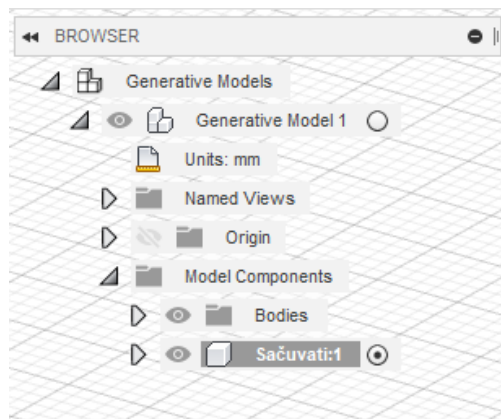 BROWSER
Generative Models
Generative Model 1
Units: mm
Named Views
Origin
Model Components
Bodies
Sačuvati:1